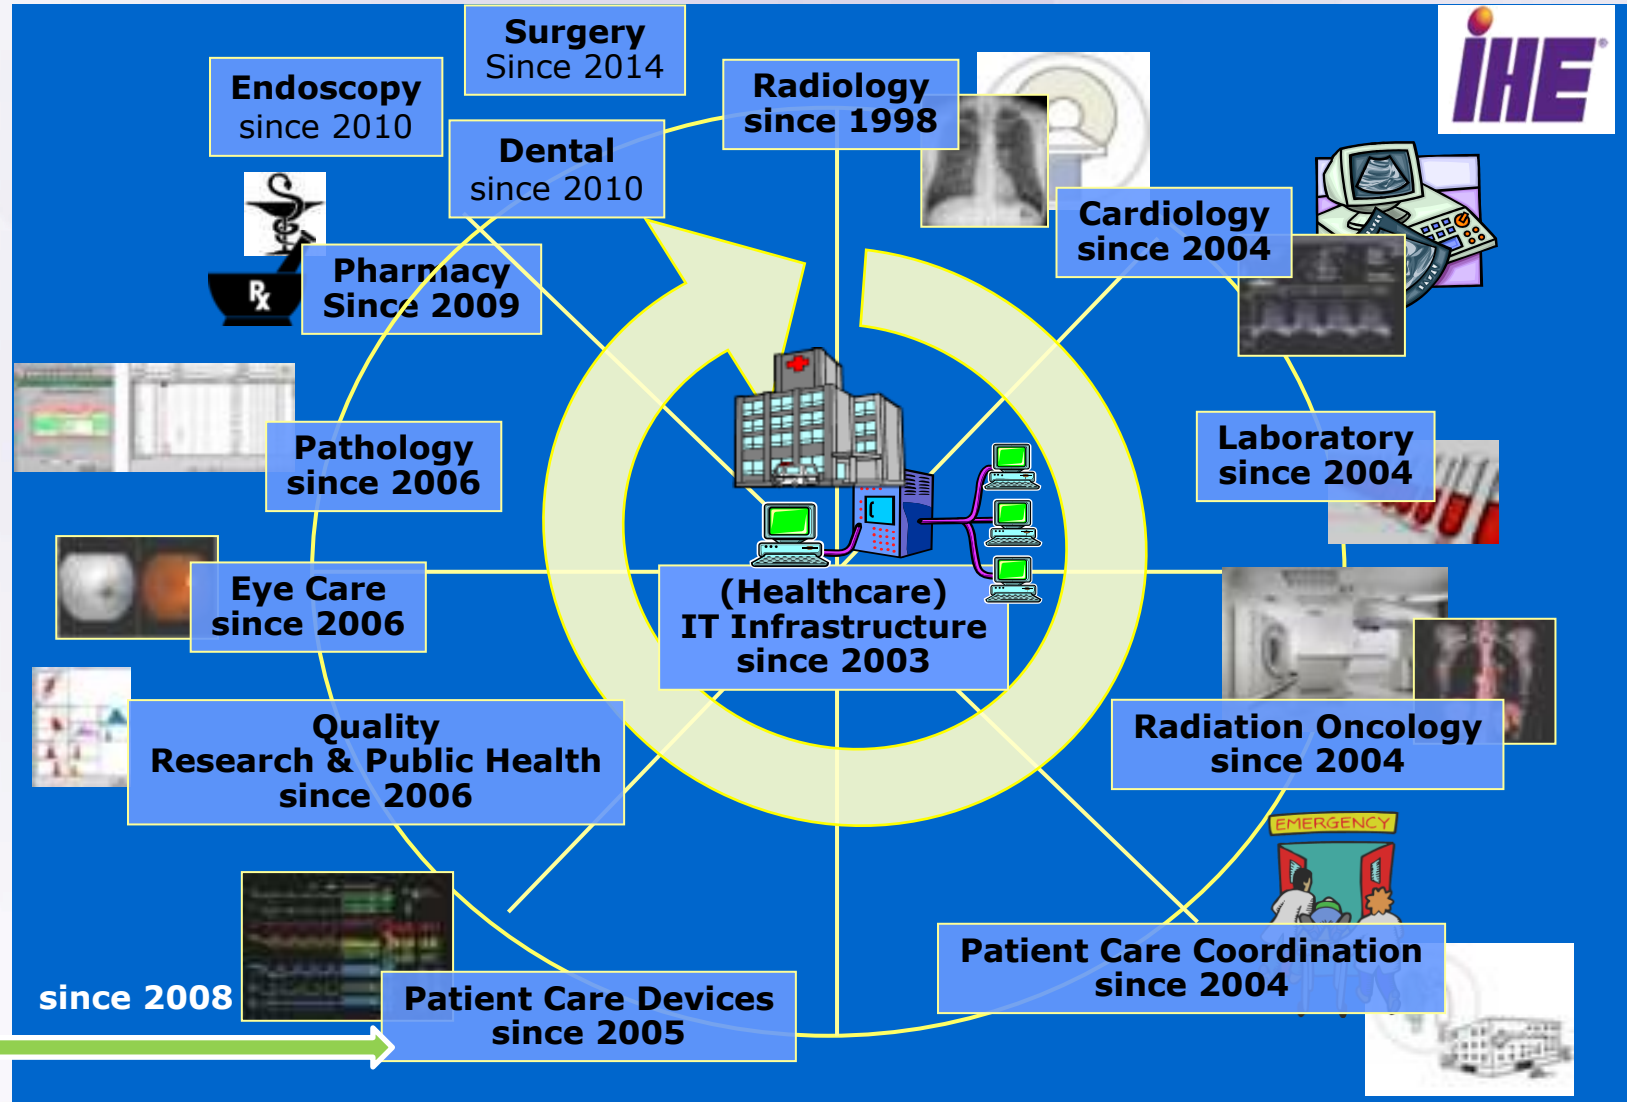 Surgery
Since 2014
iHE®
Endoscopy
since 2010
Radiology
since 1998
Dental
since 2010
Cardiology
since 2004
Pharmacy
Since 2009
Rx
Pathology
since 2006
Laboratory
since 2004
Eye Care
since 2006
(Healthcare)
IT Infrastructure
since 2003
Quality
Research & Public Health
since 2006
Radiation Oncology
since 2004
EMERGENCY
Patient Care Coordination
since 2004
since 2008
Patient Care Devices
since 2005